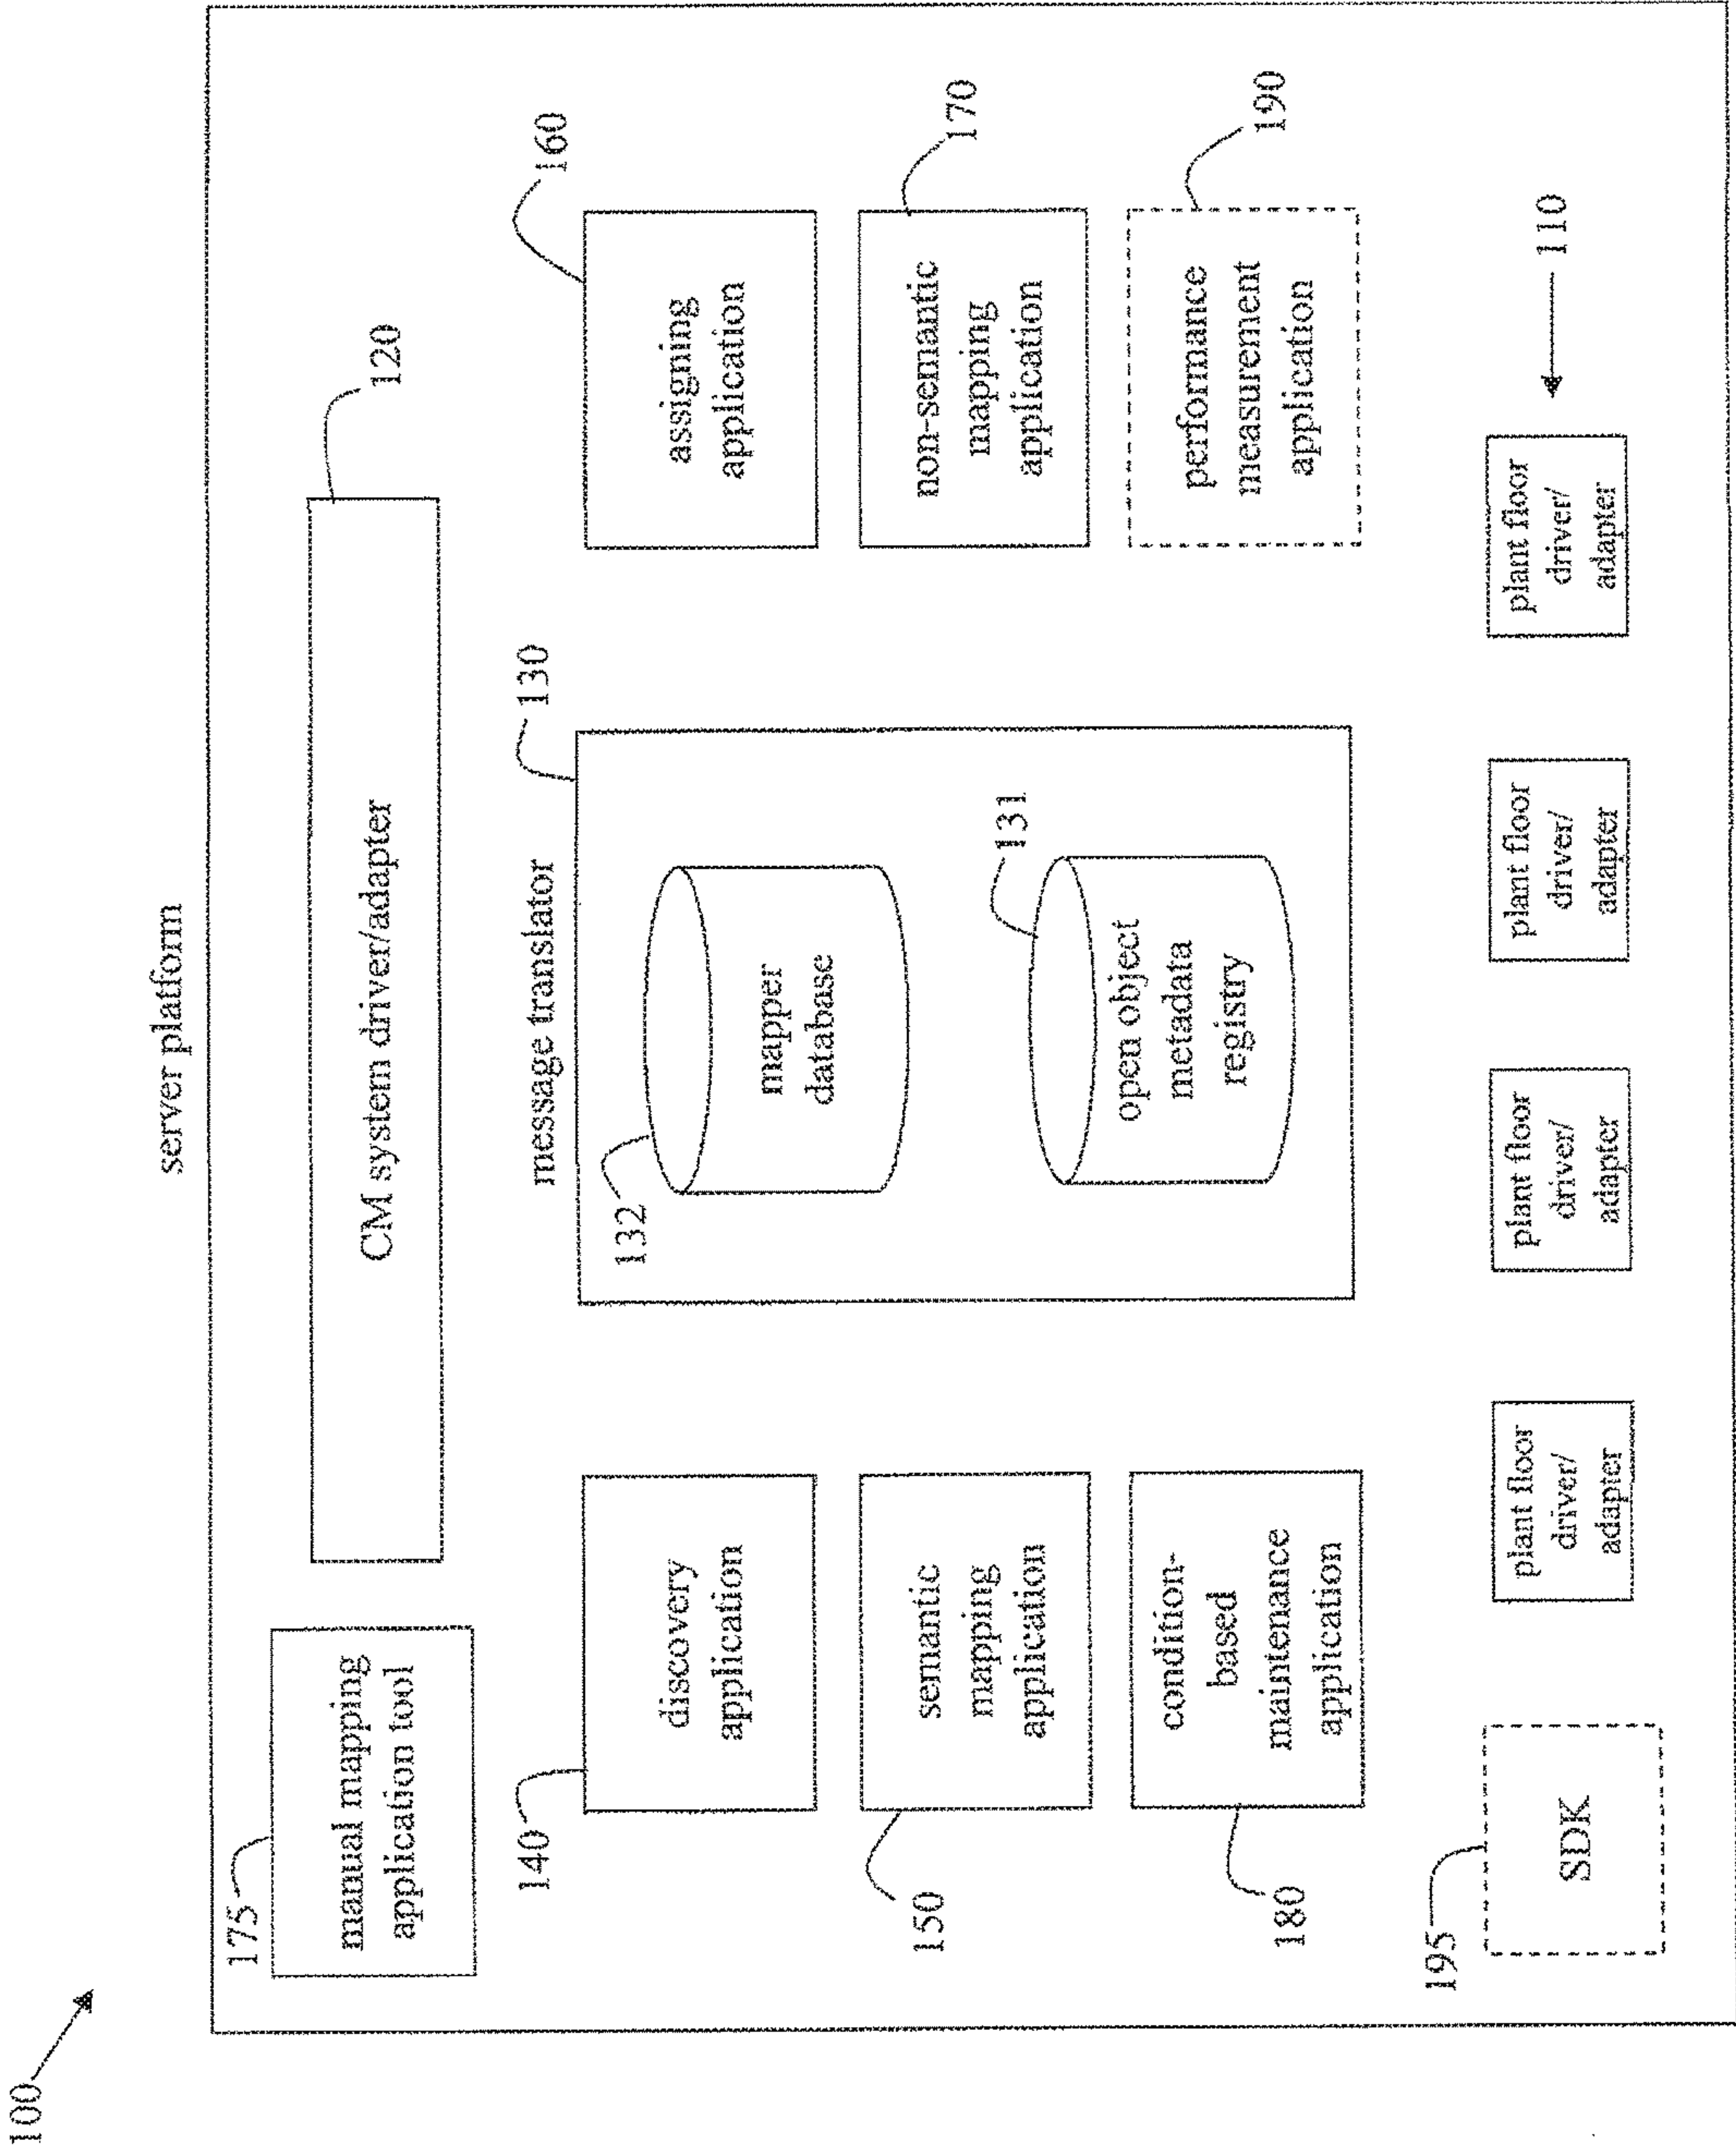 100
server platform
175
manual mapping
application tool
CM system driver/adapter
120
140
discovery
application
message translator
130
132
mapper
database
assigning
application
160
150
semantic
mapping
application
131
open object
metadata
registry
non-semantic
mapping
application
170
180
condition-
based
maintenance
application
performance
measurement
application
190
195
SDK
plant floor
driver/
adapter
plant floor
driver/
adapter
plant floor
driver/
adapter
plant floor
driver/
adapter
110